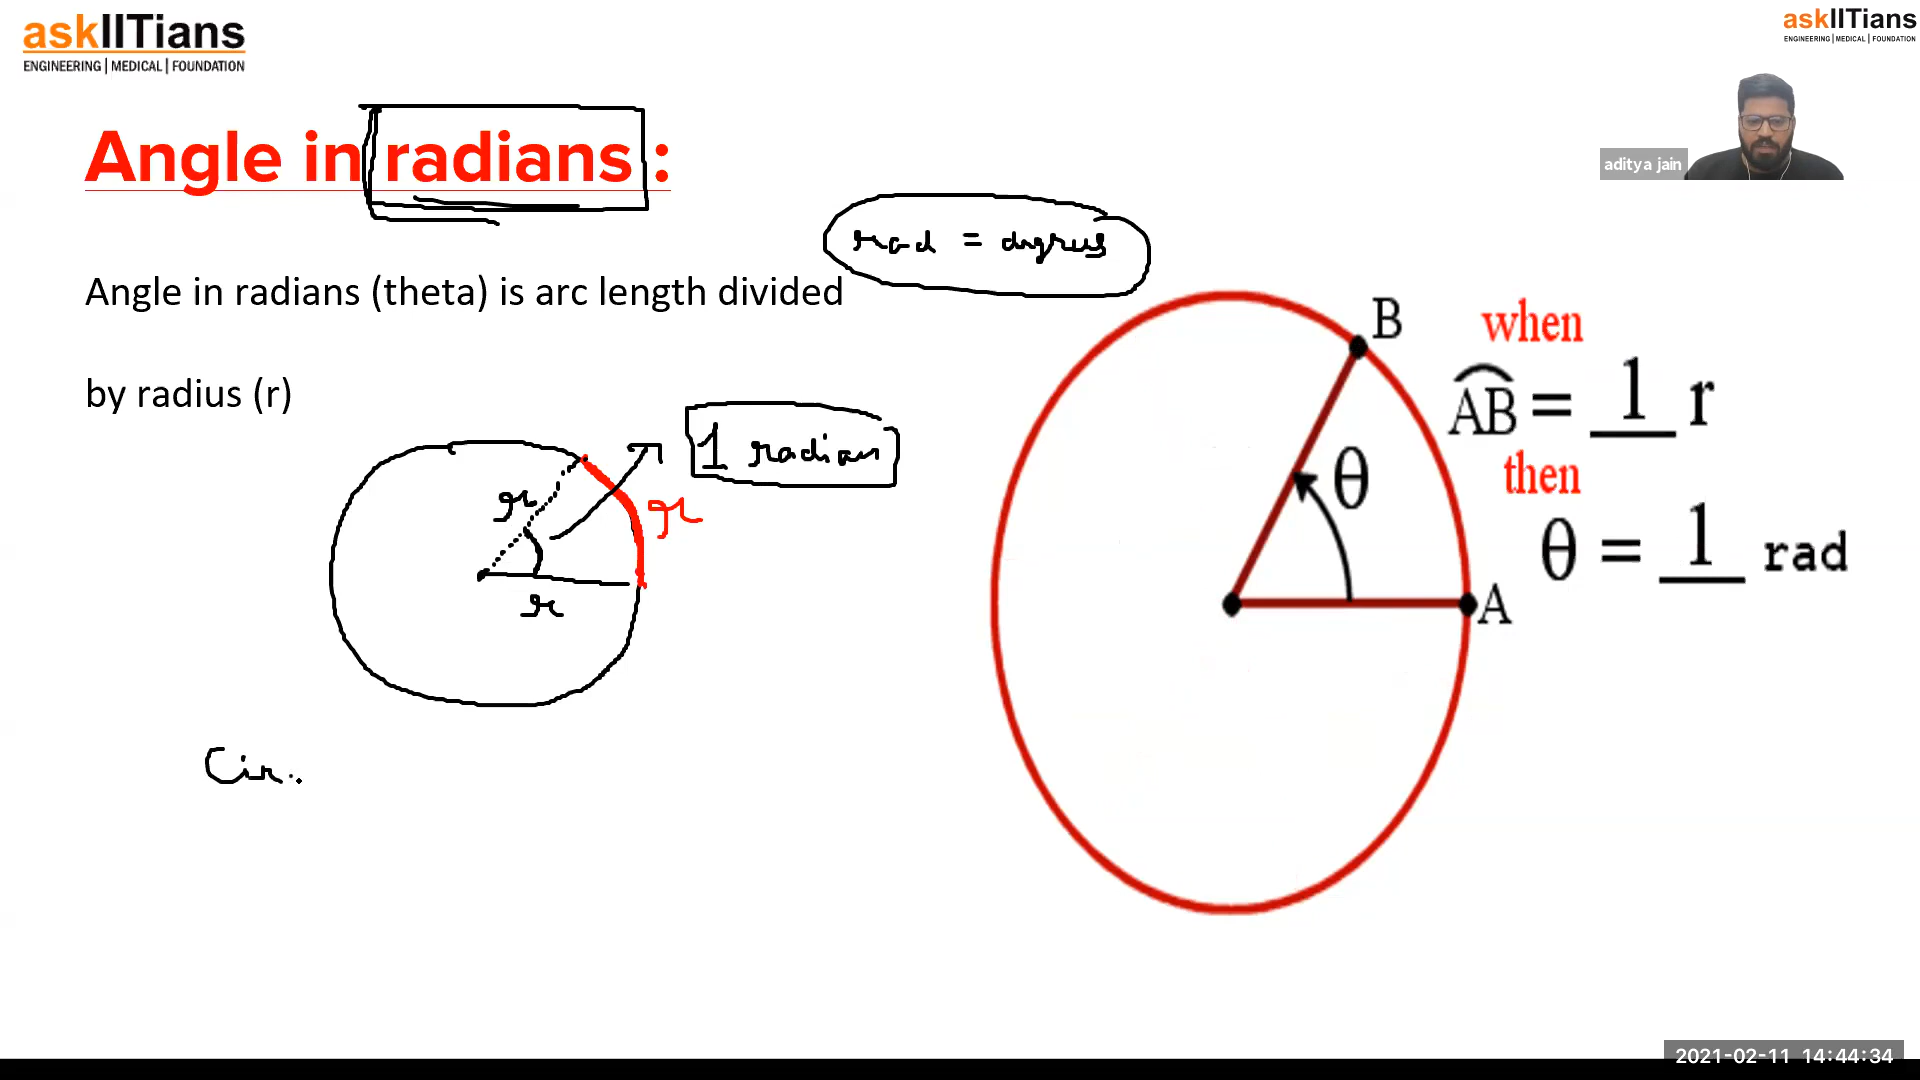 askIITians
ENGEERING | MEDICAL | FOUNDATION
askIITians
ENGINEERING | MEDICAL | FOUNDATION
aditya jain
Angle in radians :
rad = degrees
Angle in radians (theta) is arc length divided
by radius (r)
1 radian
r
r
r
Cir..
B
when
AB = 1 r
then
θ
θ = 1 rad
A
2021-02-11 14:44:34